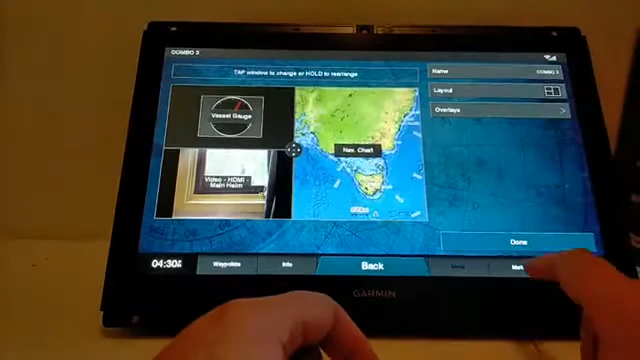 COMBO 3
TAP window to change or HOLD to rearrange
Name
COMBO 3
Layout
Overlays
Vessel Gauge
Nav. Chart
Video - HDMI -
Main Helm
Done
04:30
Waypoints
Info
Back
Menu
GARMIN